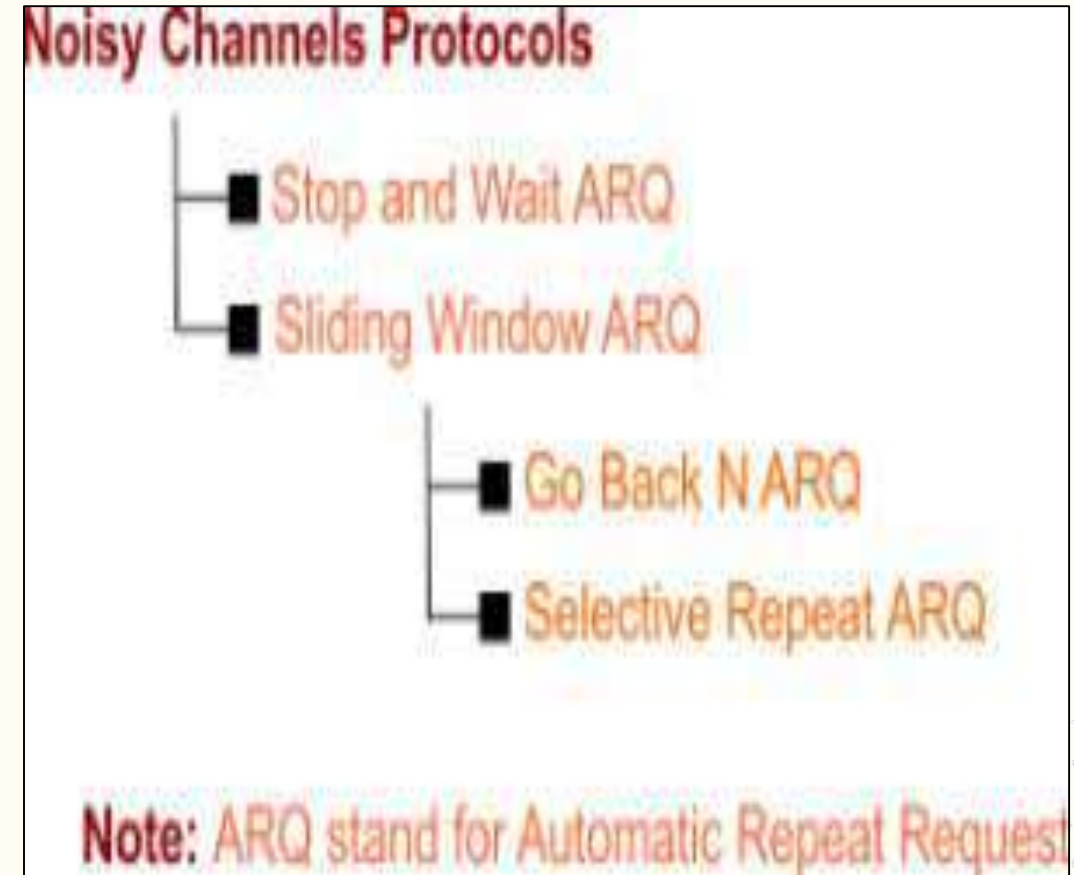 Noisy Channels Protocols
Stop and Wait ARQ
Sliding Window ARQ
Go Back N ARQ
Selective Repeat ARQ
Note: ARQ stand for Automatic Repeat Request